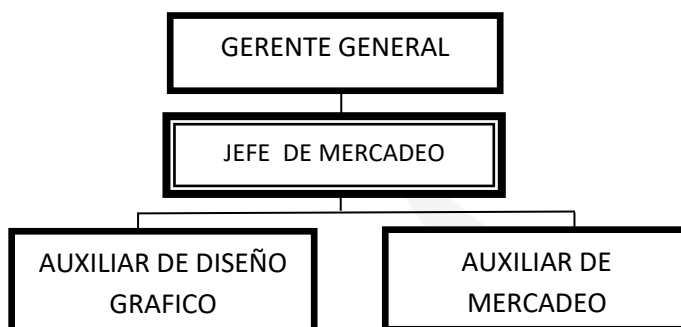 GERENTE GENERAL
JEFE DE MERCADEO
AUXILIAR DE DISEÑO
GRAFICO
AUXILIAR DE
MERCADEO